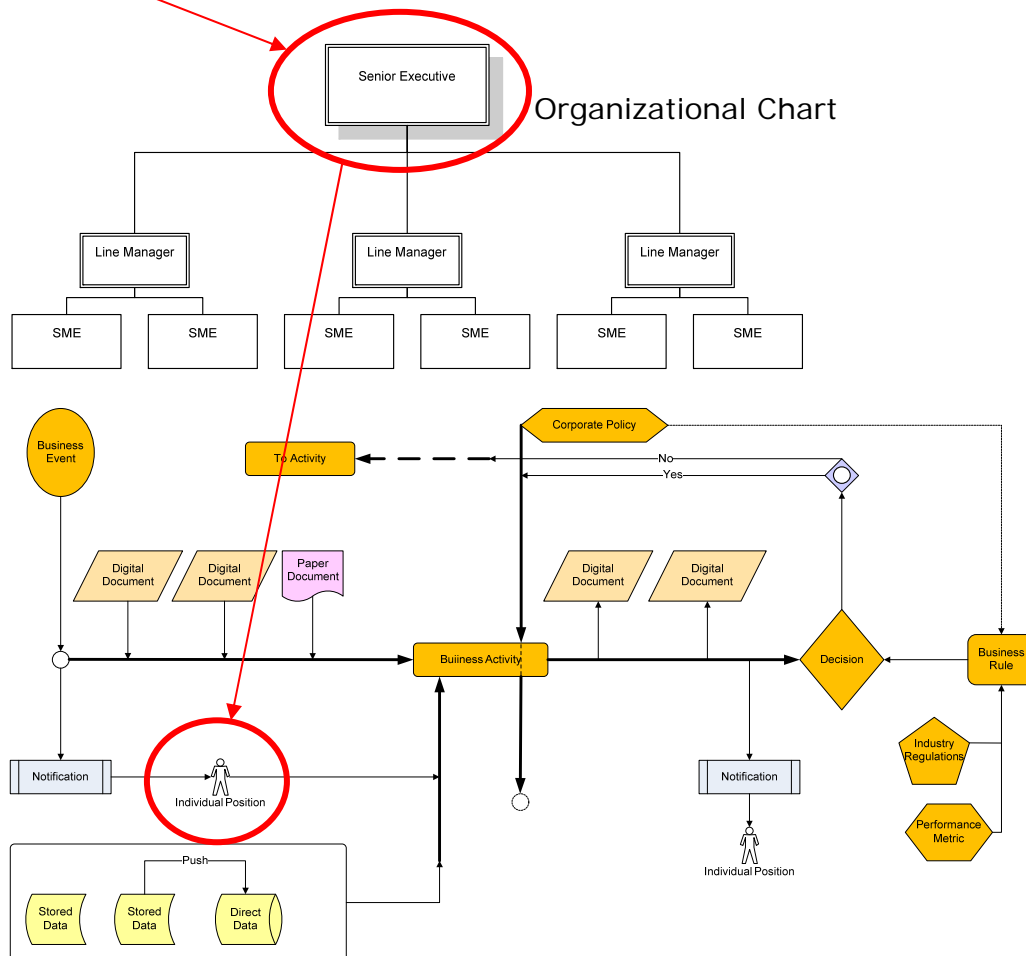 Senior Executive
Organizational Chart
Line Manager
Line Manager
Line Manager
SME
SME
SME
SME
SME
SME
Business
Event
To Activity
Corporate Policy
No
Yes
Digital
Document
Digital
Document
Paper
Document
Digital
Document
Digital
Document
Buiiness Activity
Decision
Business
Rule
Industry
Regulations
Notification
Individual Position
Notification
Performance
Metric
Individual Position
Push
Stored
Data
Stored
Data
Direct
Data